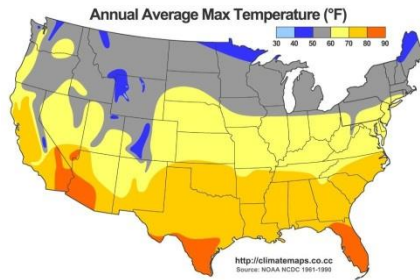 Annual Average Max Temperature (°F)
30 40 50 60 70 80 90
http://climatemaps.co.cc
Source: NOAA NCDC 1961-1990